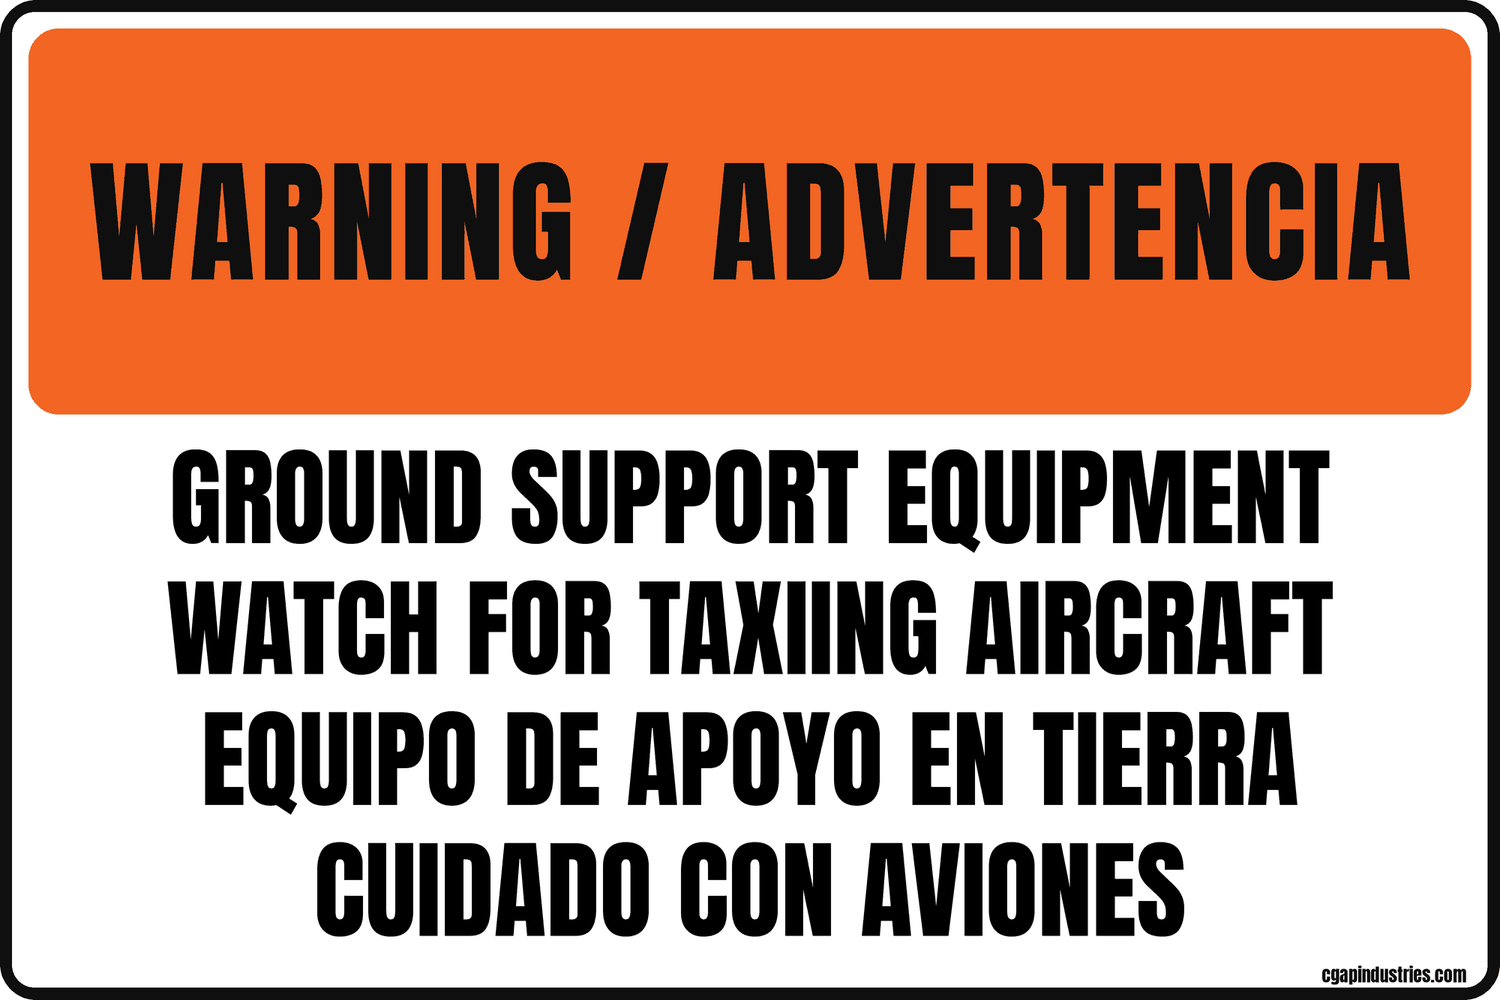 WARNING / ADVERTENCIA
GROUND SUPPORT EQUIPMENT
WATCH FOR TAXIING AIRCRAFT
EQUIPO DE APOYO EN TIERRA
CUIDADO CON AVIONES
cgapindustries.com